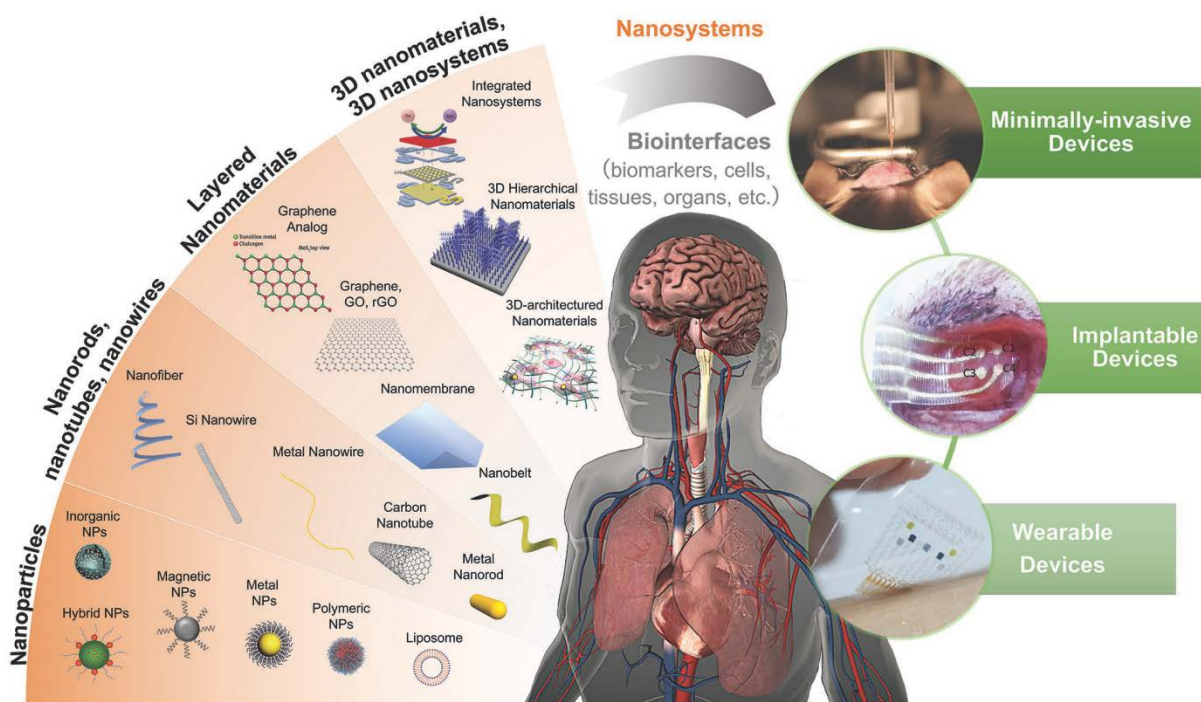 3D nanomaterials,
3D nanosystems
Integrated
Nanosystems
3D Hierarchical
Nanomaterials
3D-architectured
Nanomaterials
Layered
Nanomaterials
Graphene
Analog
Transition metal
Chalcogen
MoS₂ top view
Graphene,
GO, rGO
Nanomembrane
Nanobelt
Nanorods,
nanotubes, nanowires
Nanofiber
Si Nanowire
Metal Nanowire
Carbon
Nanotube
Metal
Nanorod
Nanoparticles
Inorganic
NPs
Hybrid NPs
Magnetic
NPs
Metal
NPs
Polymeric
NPs
Liposome
Nanosystems
Biointerfaces
(biomarkers, cells,
tissues, organs, etc.)
Minimally-invasive
Devices
C2
C1
C3
C4
Implantable
Devices
Wearable
Devices